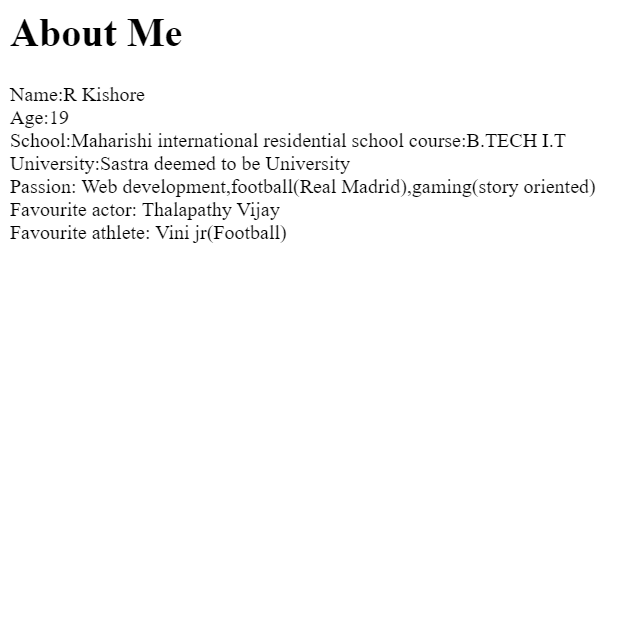 About Me
Name:R Kishore
Age:19
School:Maharishi international residential school course:B.TECH I.T
University:Sastra deemed to be University
Passion: Web development,football(Real Madrid),gaming(story oriented)
Favourite actor: Thalapathy Vijay
Favourite athlete: Vini jr(Football)